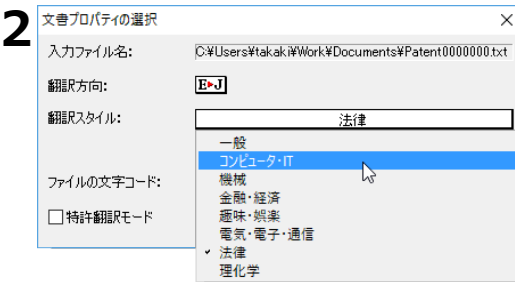 2
文書プロパティの選択
入力ファイル名: C:¥Users¥takaki¥Work¥Documents¥Patent0000000.txt
翻訳方向: E▸J
翻訳スタイル: 法律
一般
コンピュータ・IT
ファイルの文字コード: 機械
金融・経済
□特許翻訳モード 趣味・娯楽
電気・電子・通信
✓ 法律
理化学